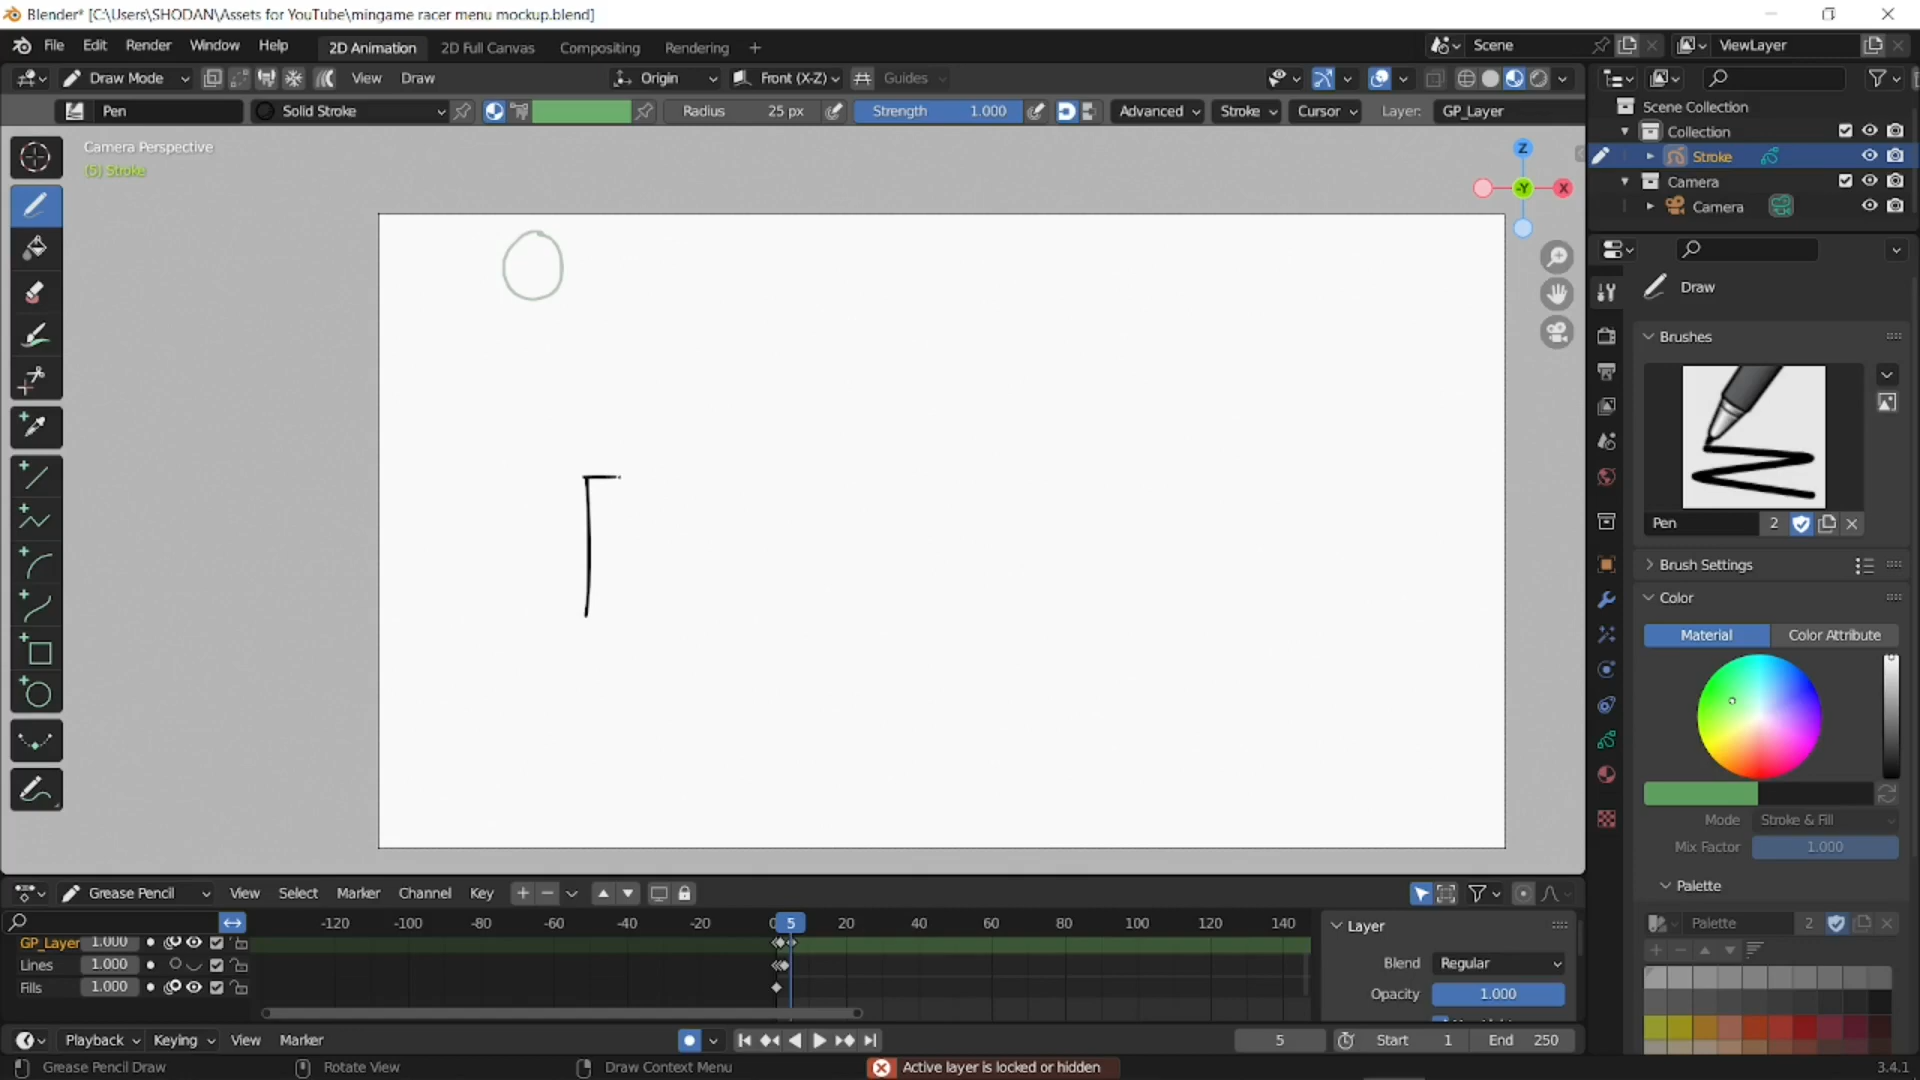 Blender* [C:\Users\SHODAN\Assets for YouTube\mingame racer menu mockup.blend]
File Edit Render Window Help 2D Animation 2D Full Canvas Compositing Rendering + Scene ViewLayer
Draw Mode View Draw Origin Front (X-Z) Guides
Pen Solid Stroke Radius 25 px Strength 1.000 Advanced Stroke Cursor Layer: GP_Layer
Scene Collection
Collection
Stroke
Camera
Camera
Camera Perspective
(5) Stroke
Z
-Y
X
Draw
Brushes
Pen 2
Brush Settings
Color
Material Color Attribute
Mode Stroke & Fill
Mix Factor 1.000
Palette
Palette 2
Grease Pencil View Select Marker Channel Key
-120 -100 -80 -60 -40 -20 0 5 20 40 60 80 100 120 140
GP_Layer 1.000
Lines 1.000
Fills 1.000
Layer
Blend Regular
Opacity 1.000
Playback Keying View Marker 5 Start 1 End 250
Grease Pencil Draw Rotate View Draw Context Menu Active layer is locked or hidden 3.4.1